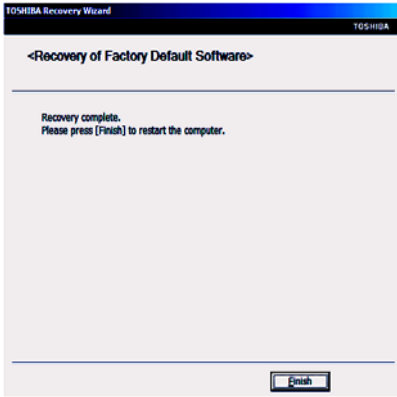 TOSHIBA Recovery Wizard
TOSHIBA
<Recovery of Factory Default Software>
Recovery complete.
Please press [Finish] to restart the computer.
Finish